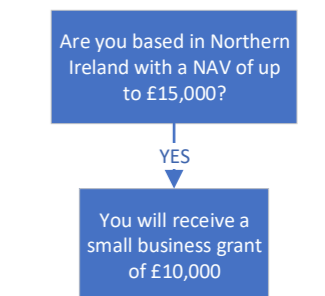 Are you based in Northern
Ireland with a NAV of up
to £15,000?
YES
You will receive a
small business grant
of £10,000